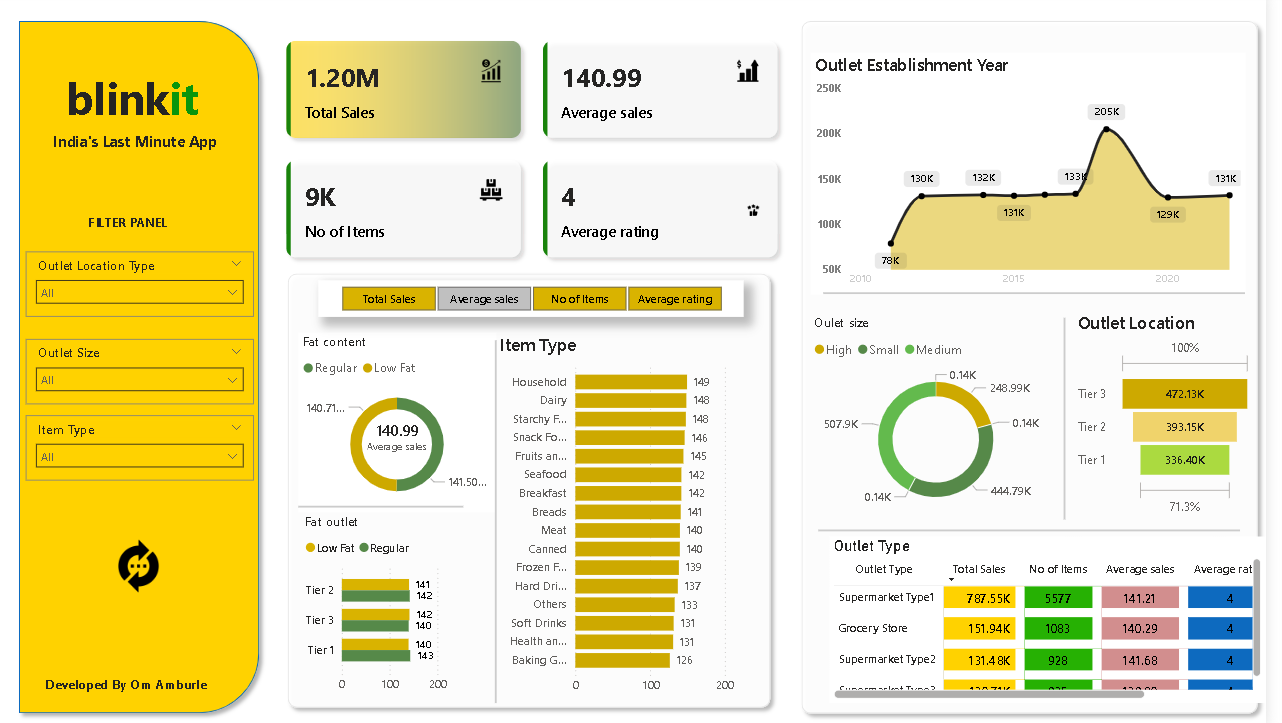 blinkit
India's Last Minute App
FILTER PANEL
Outlet Location Type
All
Outlet Size
All
Item Type
All
Developed By Om Amburle
1.20M
Total Sales
140.99
Average sales
9K
No of Items
4
Average rating
Total Sales
Average sales
No of Items
Average rating
Fat content
Regular
Low Fat
140.71...
140.99
Average sales
141.50...
Fat outlet
Low Fat
Regular
Tier 2
141
142
Tier 3
142
140
Tier 1
140
143
0
100
200
Item Type
Household
149
Dairy
148
Starchy F...
148
Snack Fo...
146
Fruits an...
145
Seafood
142
Breakfast
142
Breads
141
Meat
140
Canned
140
Frozen F...
139
Hard Dri...
137
Others
133
Soft Drinks
131
Health an...
131
Baking G...
126
0
100
200
Outlet Establishment Year
250K
200K
150K
100K
50K
78K
130K
132K
131K
133K
205K
129K
131K
2010
2015
2020
Oulet size
High
Small
Medium
0.14K
248.99K
0.14K
444.79K
0.14K
507.9K
Outlet Location
100%
Tier 3
472.13K
Tier 2
393.15K
Tier 1
336.40K
71.3%
Outlet Type
Outlet Type Total Sales No of Items Average sales Average rat
Supermarket Type1 787.55K 5577 141.21 4
Grocery Store 151.94K 1083 140.29 4
Supermarket Type2 131.48K 928 141.68 4
Supermarket Type3